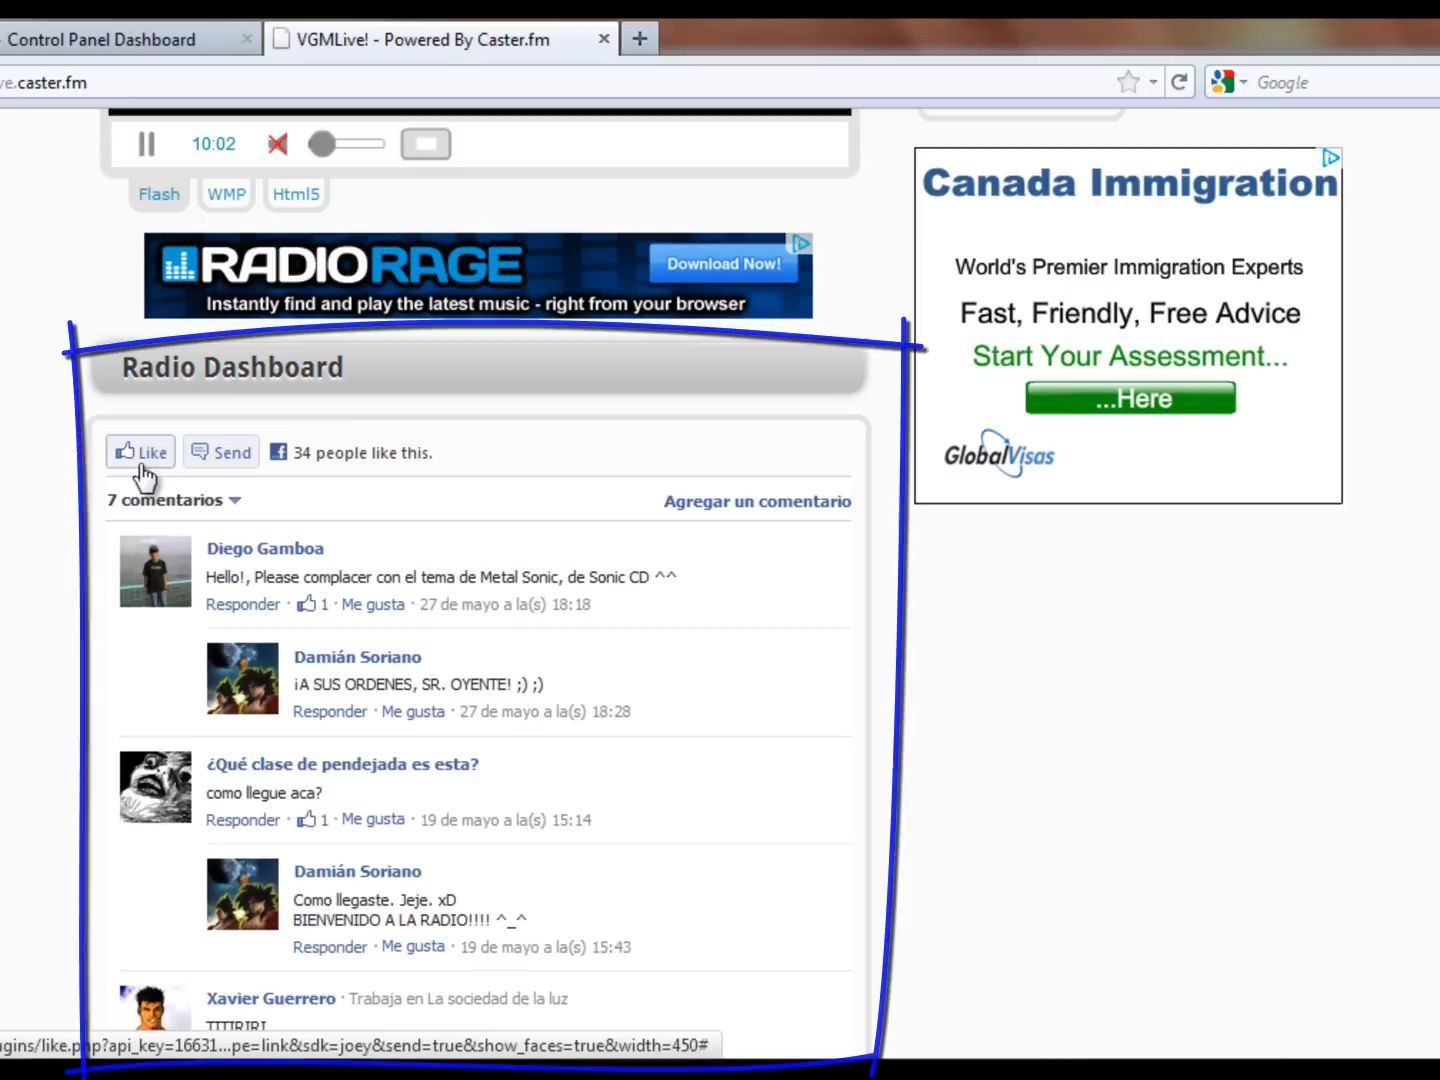 Control Panel Dashboard
VGMLive! - Powered By Caster.fm
ve.caster.fm
Google
10:02
Flash WMP Html5
RADIORAGE
Download Now!
Instantly find and play the latest music - right from your browser
Canada Immigration
World's Premier Immigration Experts
Fast, Friendly, Free Advice
Start Your Assessment...
...Here
GlobalVisas
Radio Dashboard
Like Send 34 people like this.
7 comentarios Agregar un comentario
Diego Gamboa
Hello!, Please complacer con el tema de Metal Sonic, de Sonic CD ^^
Responder · 1 · Me gusta · 27 de mayo a la(s) 18:18
Damián Soriano
¡A SUS ORDENES, SR. OYENTE! ;) ;)
Responder · Me gusta · 27 de mayo a la(s) 18:28
¿Qué clase de pendejada es esta?
como llegue aca?
Responder · 1 · Me gusta · 19 de mayo a la(s) 15:14
Damián Soriano
Como llegaste. Jeje. xD
BIENVENIDO A LA RADIO!!!! ^_^
Responder · Me gusta · 19 de mayo a la(s) 15:43
Xavier Guerrero · Trabaja en La sociedad de la luz
TTTIRIRI
ugins/like.php?api_key=16631...pe=link&sdk=joey&send=true&show_faces=true&width=450#